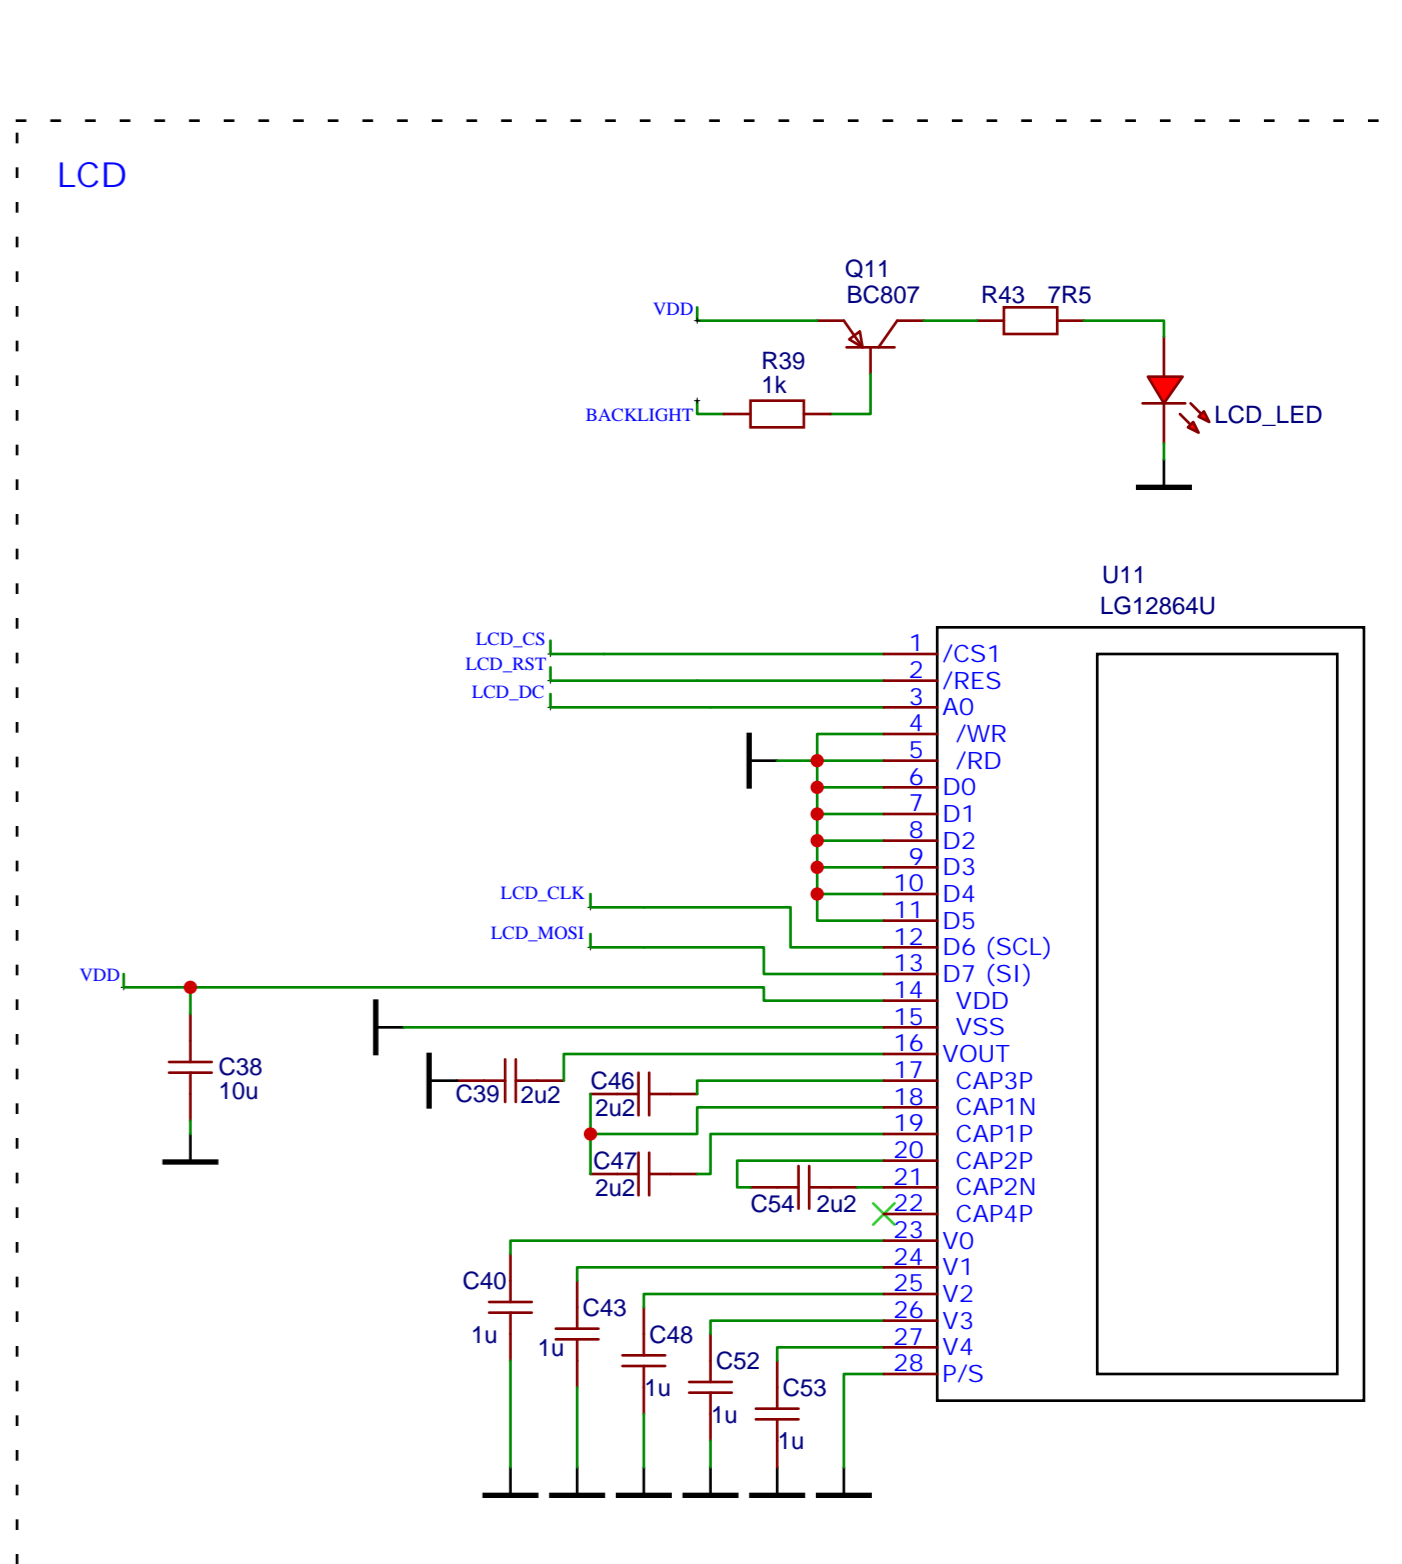 LCD
Q11
BC807
R43 7R5
VDD
R39
1k
BACKLIGHT
LCD_LED
U11
LG12864U
LCD_CS
LCD_RST
LCD_DC
1 /CS1
2 /RES
3 A0
4 /WR
5 /RD
6 D0
7 D1
8 D2
9 D3
10 D4
11 D5
LCD_CLK
12 D6 (SCL)
LCD_MOSI
13 D7 (SI)
VDD
14 VDD
15 VSS
16 VOUT
17 CAP3P
18 CAP1N
19 CAP1P
20 CAP2P
21 CAP2N
22 CAP4P
23 V0
24 V1
25 V2
26 V3
27 V4
28 P/S
C38
10u
C39 2u2
C46
2u2
C47
2u2
C54 2u2
C40
1u
C43
1u
C48
1u
C52
1u
C53
1u